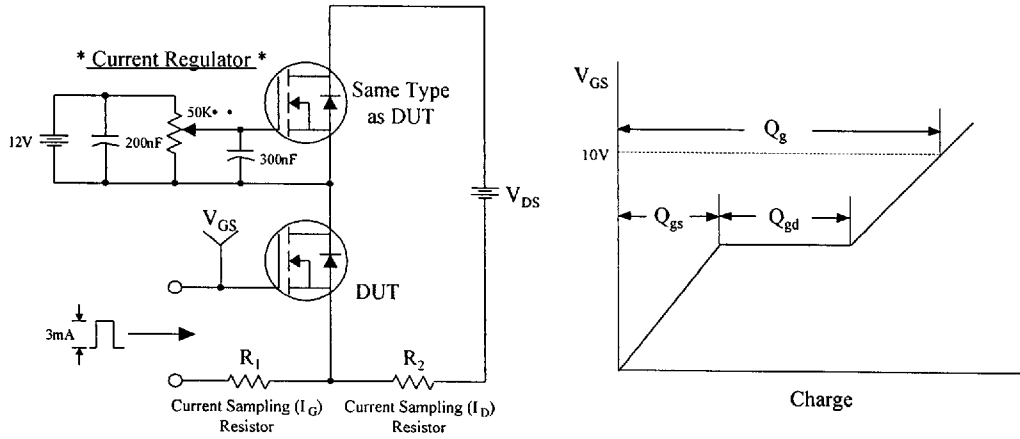 * Current Regulator *
12V
200nF
50K
300nF
Same Type
as DUT
V_DS
V_GS
DUT
3mA
R_1
R_2
Current Sampling (I_G)
Resistor
Current Sampling (I_D)
Resistor
V_GS
10V
Q_g
Q_gs
Q_gd
Charge